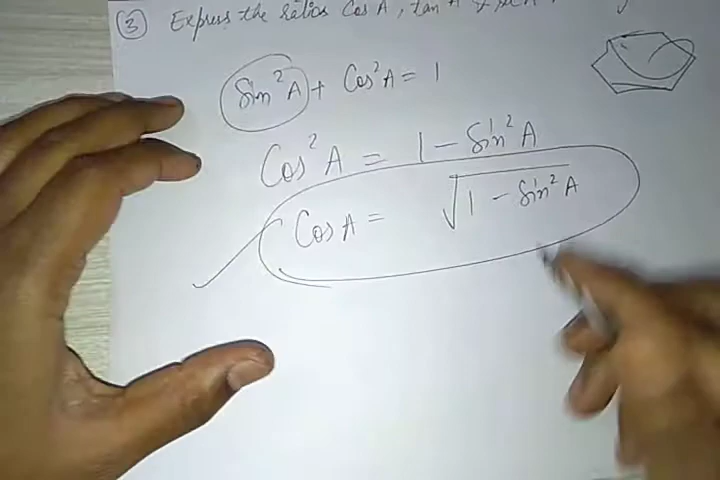 (3) Express the ratios Cos A, tan A
Sin²A + Cos²A = 1
Cos²A = 1 - Sin²A
Cos A = √(1 - Sin²A)